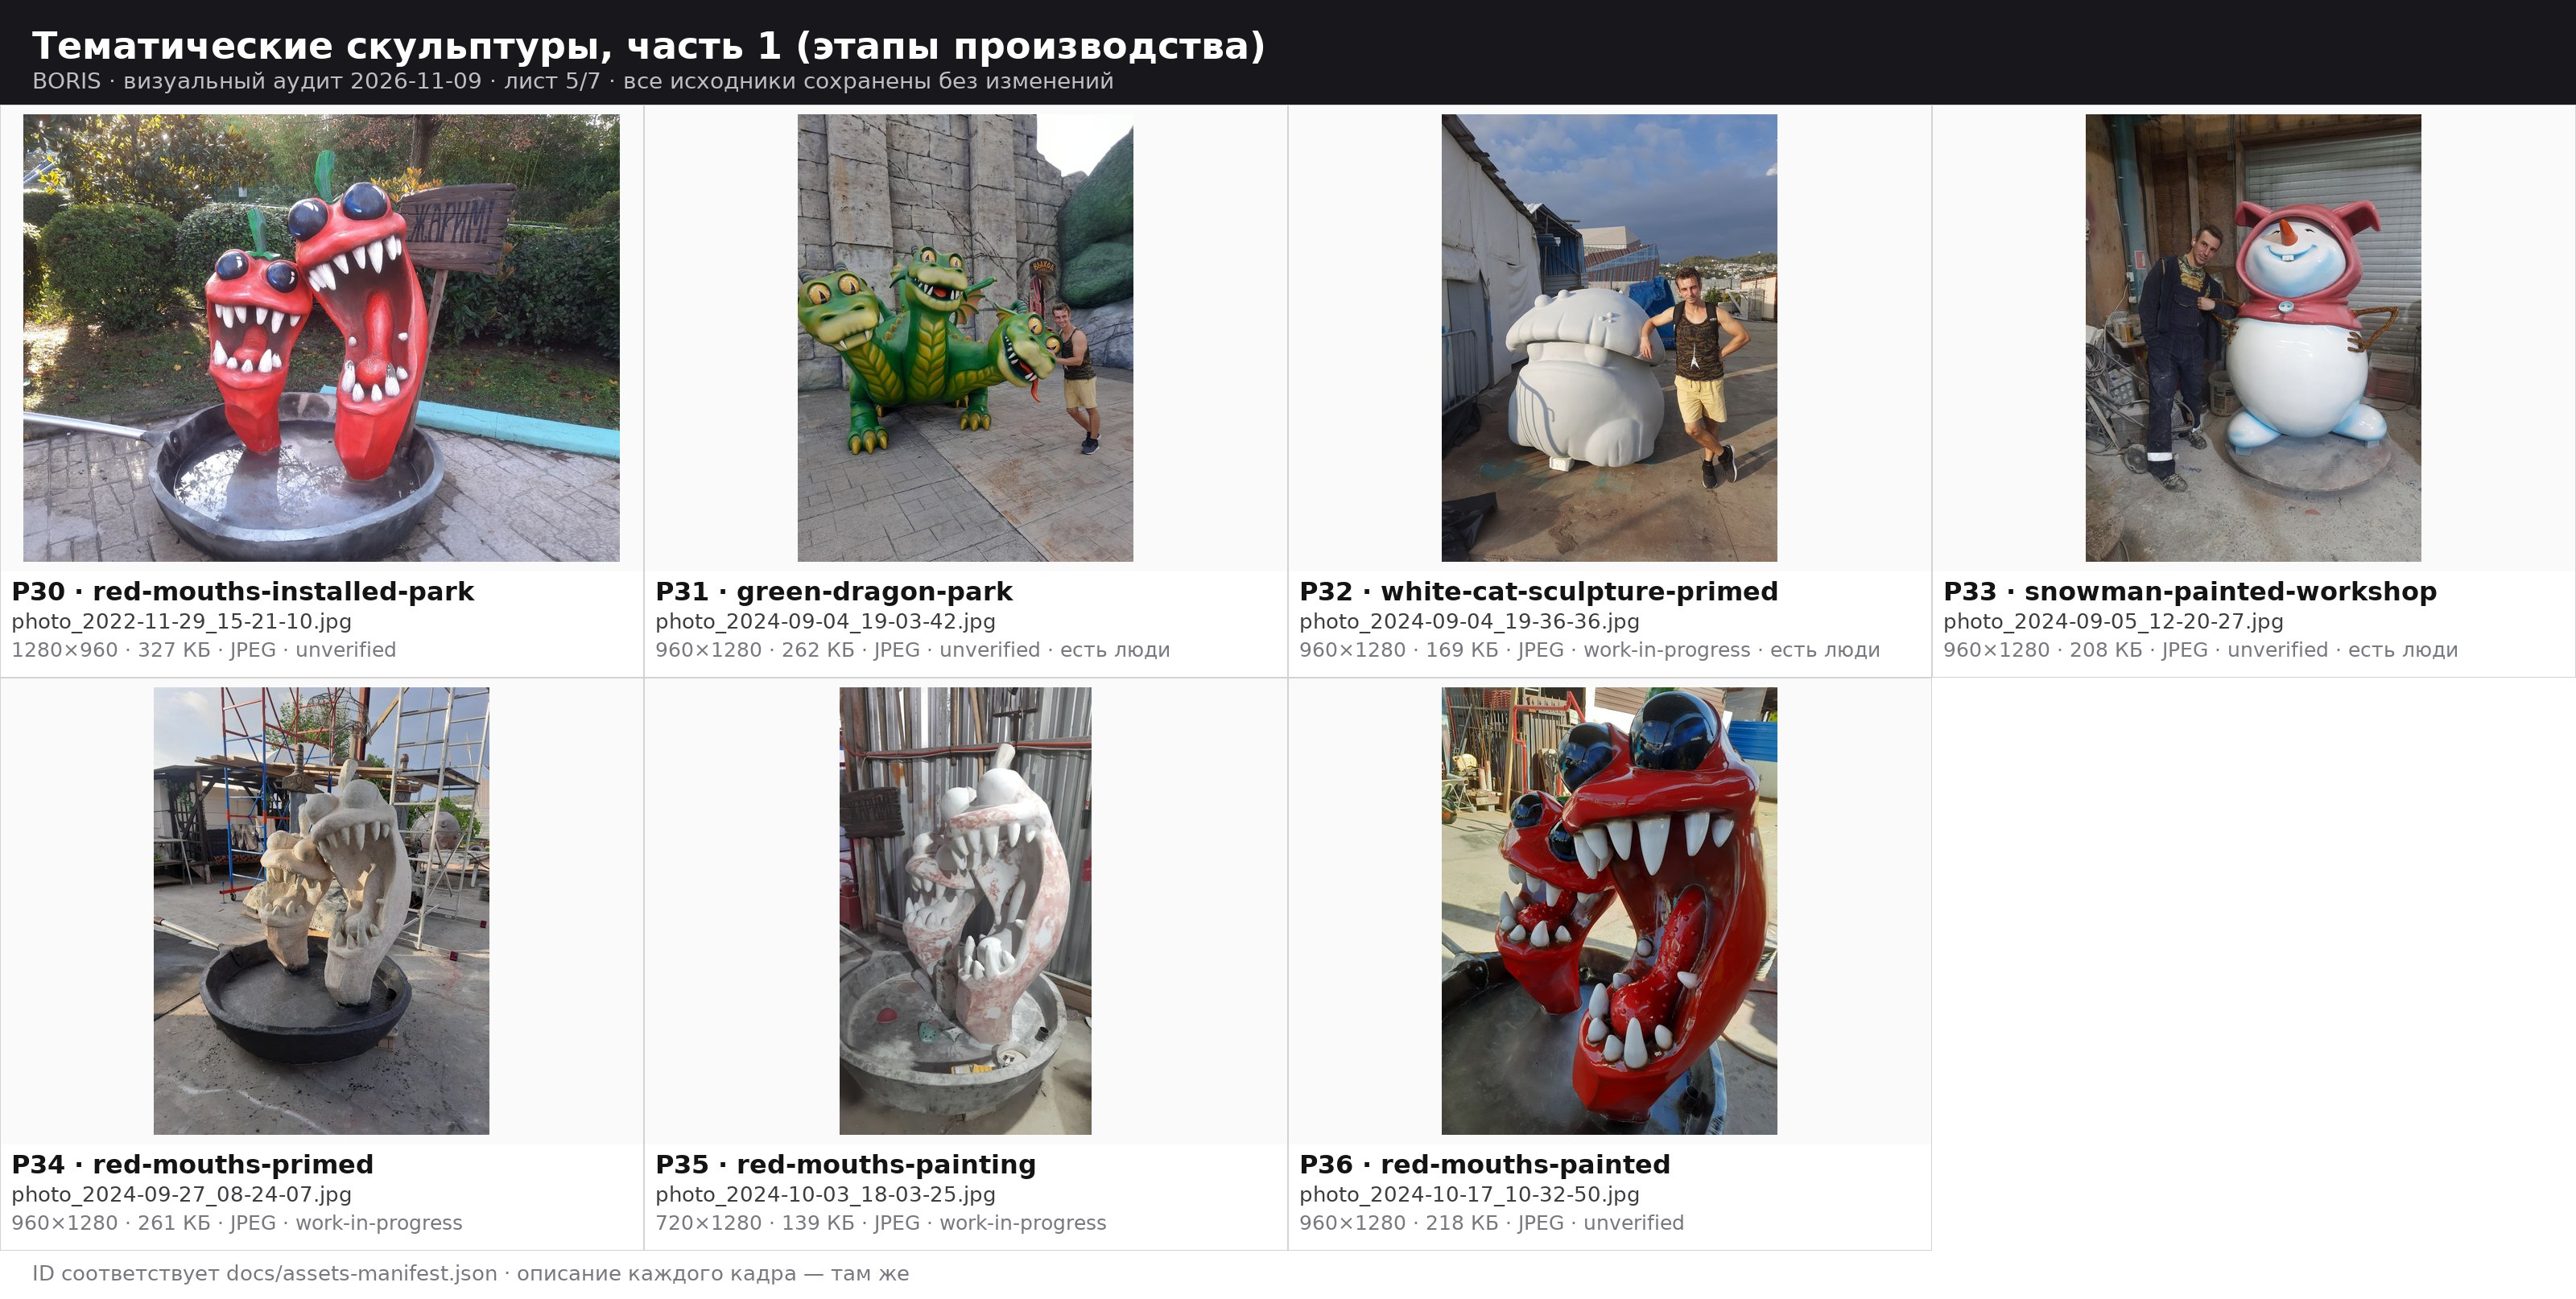 Тематические скульптуры, часть 1 (этапы производства)
BORIS · визуальный аудит 2026-11-09 · лист 5/7 · все исходники сохранены без изменений
ЖАРИМ!
P30 · red-mouths-installed-park
photo_2022-11-29_15-21-10.jpg
1280×960 · 327 КБ · JPEG · unverified
P31 · green-dragon-park
photo_2024-09-04_19-03-42.jpg
960×1280 · 262 КБ · JPEG · unverified · есть люди
P32 · white-cat-sculpture-primed
photo_2024-09-04_19-36-36.jpg
960×1280 · 169 КБ · JPEG · work-in-progress · есть люди
P33 · snowman-painted-workshop
photo_2024-09-05_12-20-27.jpg
960×1280 · 208 КБ · JPEG · unverified · есть люди
P34 · red-mouths-primed
photo_2024-09-27_08-24-07.jpg
960×1280 · 261 КБ · JPEG · work-in-progress
P35 · red-mouths-painting
photo_2024-10-03_18-03-25.jpg
720×1280 · 139 КБ · JPEG · work-in-progress
P36 · red-mouths-painted
photo_2024-10-17_10-32-50.jpg
960×1280 · 218 КБ · JPEG · unverified
ID соответствует docs/assets-manifest.json · описание каждого кадра — там же